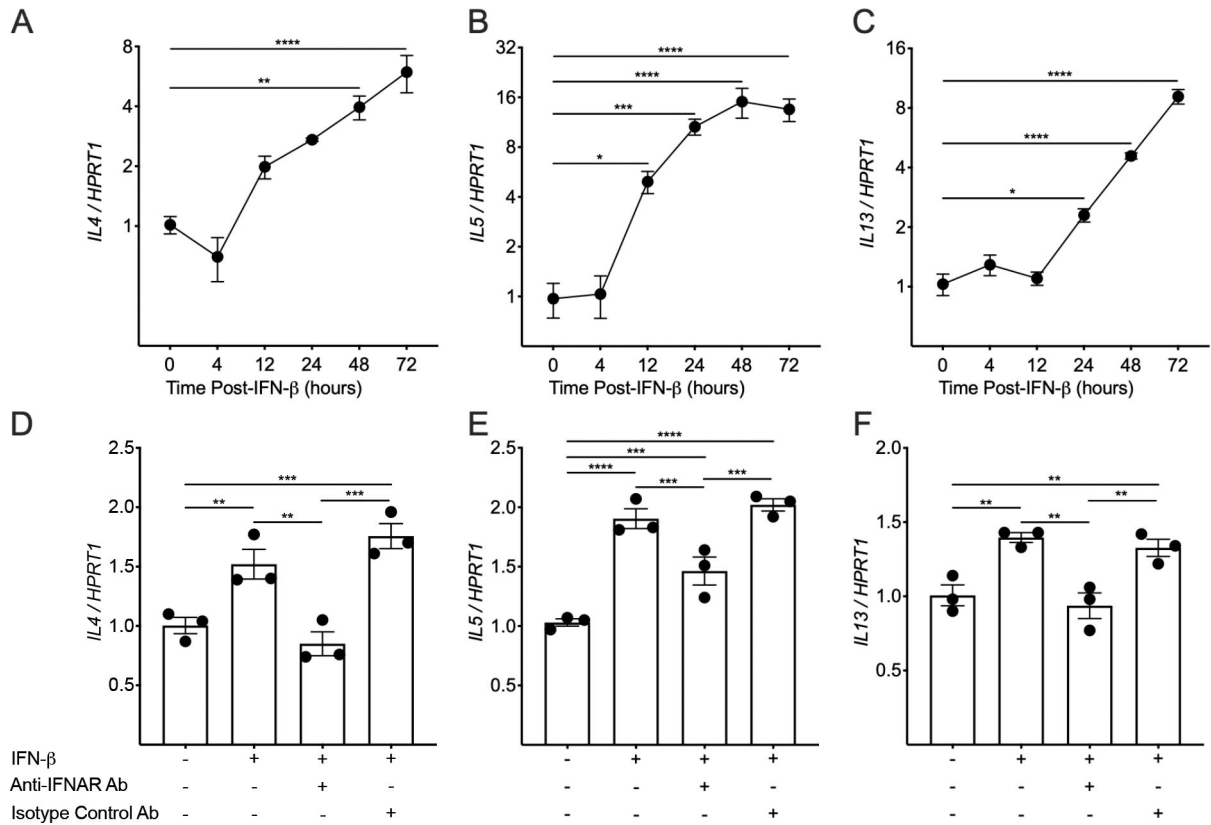 A
B
C
8
4
2
1
IL4 / HPRT1
****
**
0 4 12 24 48 72
Time Post-IFN-β (hours)
32
16
8
4
2
1
IL5 / HPRT1
****
****
***
*
0 4 12 24 48 72
Time Post-IFN-β (hours)
16
8
4
2
1
IL13 / HPRT1
****
****
*
0 4 12 24 48 72
Time Post-IFN-β (hours)
D
E
F
2.5
2.0
1.5
1.0
0.5
IL4 / HPRT1
***
** ** ***
2.5
2.0
1.5
1.0
0.5
IL5 / HPRT1
****
***
**** *** ***
2.0
1.5
1.0
0.5
IL13 / HPRT1
**
** ** **
IFN-β - + + + - + + + - + + +
Anti-IFNAR Ab - - + - - - + - - - + -
Isotype Control Ab - - - + - - - + - - - +